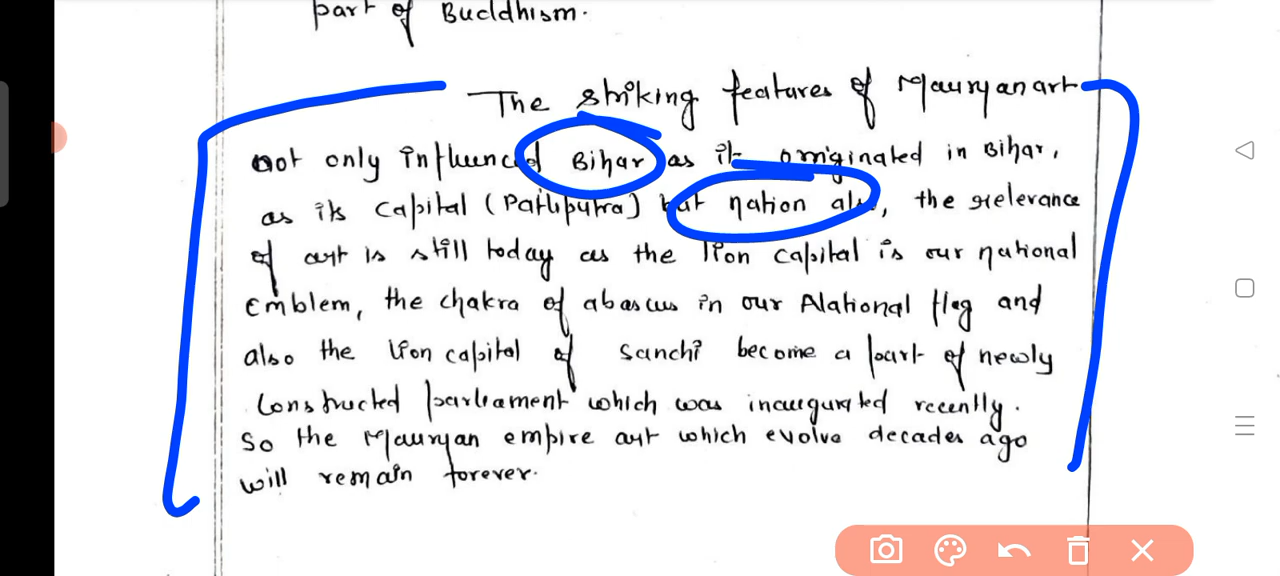 part of Buddhism.
The striking features of Mauryan art
not only influenced Bihar as it originated in Bihar,
as its capital (Patliputra) but nation also, the relevance
of art is still today as the lion capital is our national
Emblem, the chakra of abascus in our National flag and
also the lion capital of Sanchi become a part of newly
constructed parleament which was inaugurated recently.
So the Mauryan empire art which evolve decades ago
will remain forever.